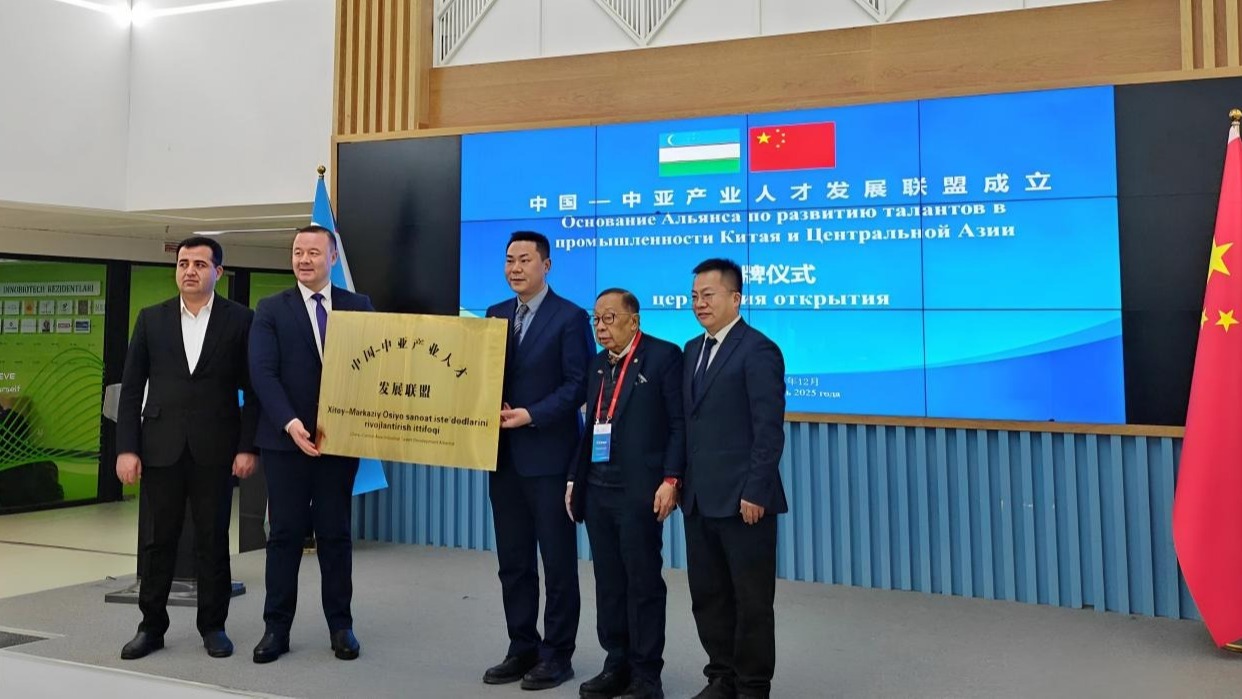 中国—中亚产业人才发展联盟成立
Основание Альянса по развитию талантов в
промышленности Китая и Центральной Азии
牌仪式
открытия
年12月
2025 года
中国-中亚产业人才
发展联盟
Xitoy-Markaziy Osiyo sanoat iste'dodlarini
rivojlantirish ittifoqi
INNOBIOTECH REZIDENTLARI